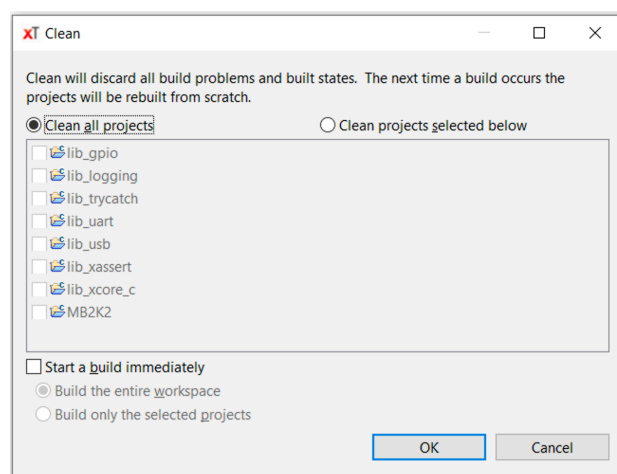 xT Clean
Clean will discard all build problems and built states. The next time a build occurs the
projects will be rebuilt from scratch.
Clean all projects Clean projects selected below
lib_gpio
lib_logging
lib_trycatch
lib_uart
lib_usb
lib_xassert
lib_xcore_c
MB2K2
Start a build immediately
Build the entire workspace
Build only the selected projects
OK Cancel